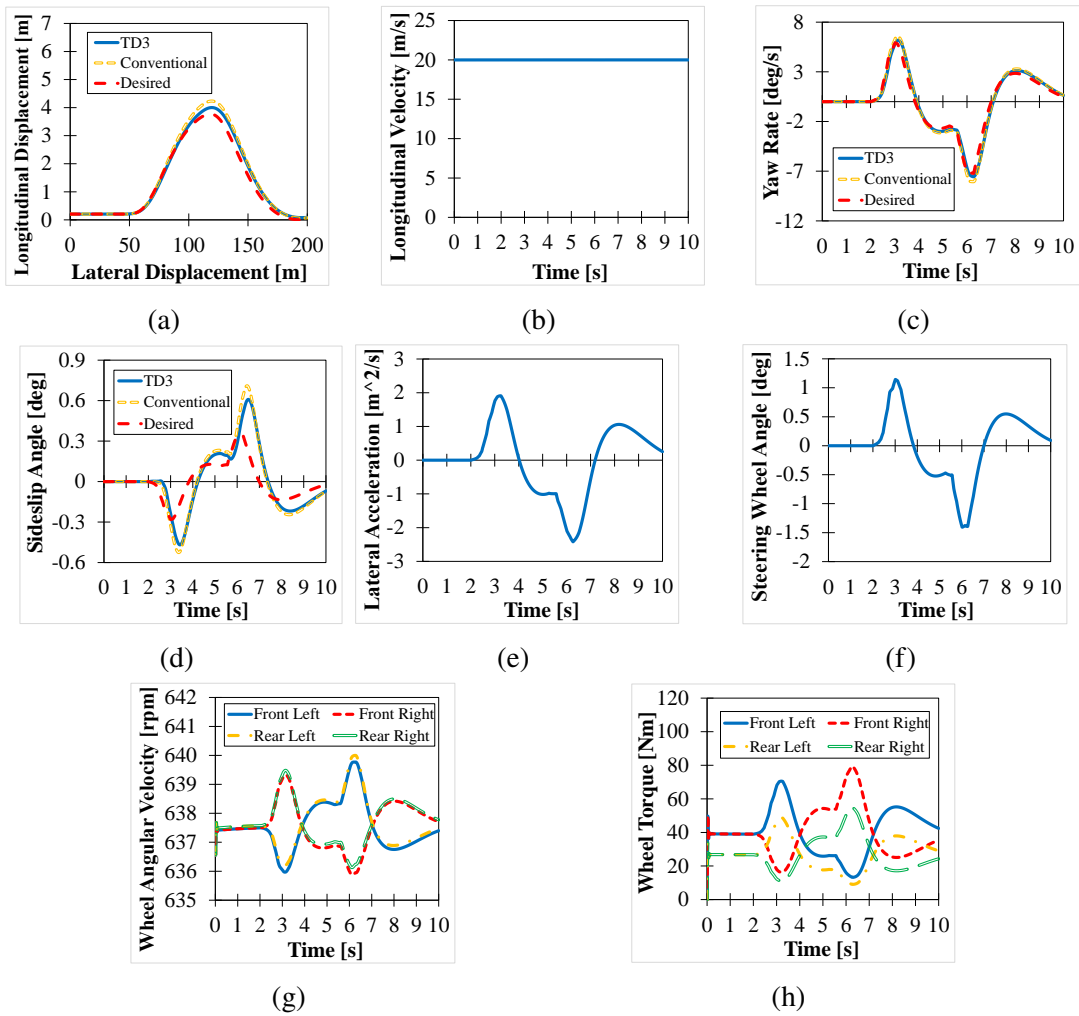 Longitudinal Displacement [m]
7
6
5
4
3
2
1
0
TD3
Conventional
Desired
0 50 100 150 200
Lateral Displacement [m]
(a)
Longitudinal Velocity [m/s]
25
20
15
10
5
0
0 1 2 3 4 5 6 7 8 9 10
Time [s]
(b)
Yaw Rate [deg/s]
8
3
-2
-7
-12
0 1 2 3 4 5 6 7 8 9 10
TD3
Conventional
Desired
Time [s]
(c)
Sideslip Angle [deg]
0.9
0.6
0.3
0
-0.3
-0.6
TD3
Conventional
Desired
0 1 2 3 4 5 6 7 8 9 10
Time [s]
(d)
Lateral Acceleration [m^2/s]
3
2
1
0
-1
-2
-3
0 1 2 3 4 5 6 7 8 9 10
Time [s]
(e)
Steering Wheel Angle [deg
1.5
1
0.5
0
-0.5
-1
-1.5
-2
0 1 2 3 4 5 6 7 8 9 10
Time [s]
(f)
Wheel Angular Velocity [rpm]
642
641
640
639
638
637
636
635
Front Left Front Right
Rear Left Rear Right
0 1 2 3 4 5 6 7 8 9 10
Time [s]
(g)
Wheel Torque [Nm]
120
100
80
60
40
20
0
Front Left Front Right
Rear Left Rear Right
0 1 2 3 4 5 6 7 8 9 10
Time [s]
(h)